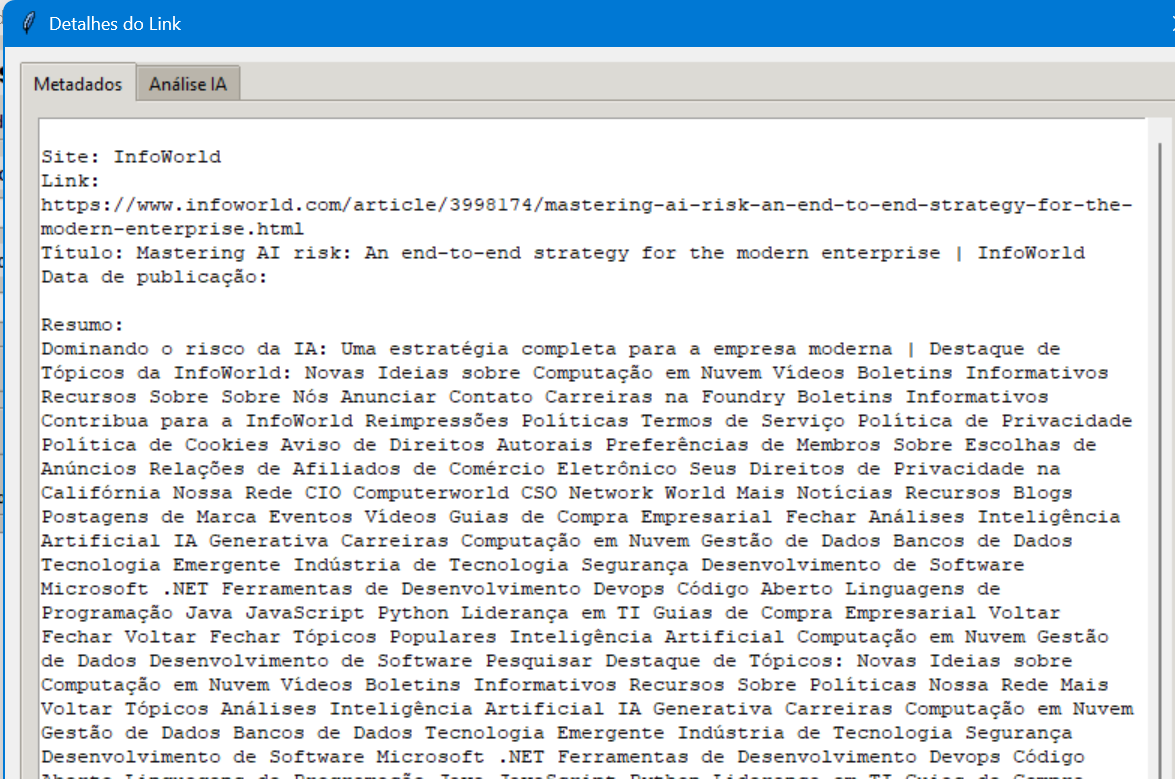 Detalhes do Link
Metadados
Análise IA
Site: InfoWorld
Link:
https://www.infoworld.com/article/3998174/mastering-ai-risk-an-end-to-end-strategy-for-the-
modern-enterprise.html
Título: Mastering AI risk: An end-to-end strategy for the modern enterprise | InfoWorld
Data de publicação:
Resumo:
Dominando o risco da IA: Uma estratégia completa para a empresa moderna | Destaque de
Tópicos da InfoWorld: Novas Ideias sobre Computação em Nuvem Vídeos Boletins Informativos
Recursos Sobre Sobre Nós Anunciar Contato Carreiras na Foundry Boletins Informativos
Contribua para a InfoWorld Reimpressões Políticas Termos de Serviço Política de Privacidade
Política de Cookies Aviso de Direitos Autorais Preferências de Membros Sobre Escolhas de
Anúncios Relações de Afiliados de Comércio Eletrônico Seus Direitos de Privacidade na
Califórnia Nossa Rede CIO Computerworld CSO Network World Mais Notícias Recursos Blogs
Postagens de Marca Eventos Vídeos Guias de Compra Empresarial Fechar Análises Inteligência
Artificial IA Generativa Carreiras Computação em Nuvem Gestão de Dados Bancos de Dados
Tecnologia Emergente Indústria de Tecnologia Segurança Desenvolvimento de Software
Microsoft .NET Ferramentas de Desenvolvimento Devops Código Aberto Linguagens de
Programação Java JavaScript Python Liderança em TI Guias de Compra Empresarial Voltar
Fechar Voltar Fechar Tópicos Populares Inteligência Artificial Computação em Nuvem Gestão
de Dados Desenvolvimento de Software Pesquisar Destaque de Tópicos: Novas Ideias sobre
Computação em Nuvem Vídeos Boletins Informativos Recursos Sobre Políticas Nossa Rede Mais
Voltar Tópicos Análises Inteligência Artificial IA Generativa Carreiras Computação em Nuvem
Gestão de Dados Bancos de Dados Tecnologia Emergente Indústria de Tecnologia Segurança
Desenvolvimento de Software Microsoft .NET Ferramentas de Desenvolvimento Devops Código
Aberto Linguagens de Programação Java JavaScript Python Liderança em TI Guias de Compra